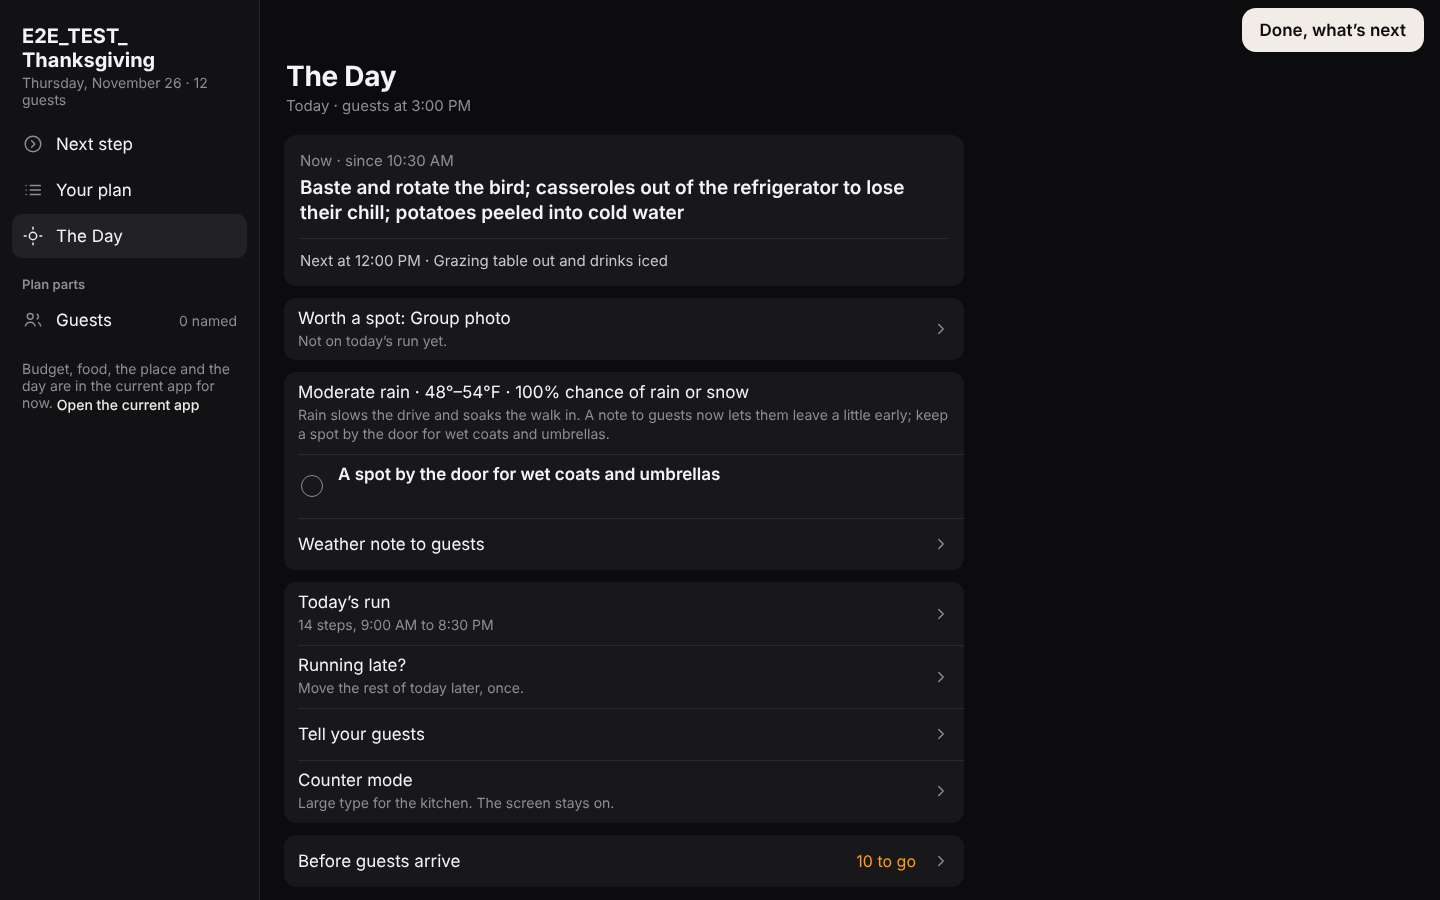 E2E_TEST_
Thanksgiving
Thursday, November 26 · 12
guests
Next step
Your plan
The Day
Plan parts
Guests 0 named
Budget, food, the place and the
day are in the current app for
now. Open the current app
Done, what’s next
The Day
Today · guests at 3:00 PM
Now · since 10:30 AM
Baste and rotate the bird; casseroles out of the refrigerator to lose
their chill; potatoes peeled into cold water
Next at 12:00 PM · Grazing table out and drinks iced
Worth a spot: Group photo
Not on today’s run yet.
Moderate rain · 48°–54°F · 100% chance of rain or snow
Rain slows the drive and soaks the walk in. A note to guests now lets them leave a little early; keep
a spot by the door for wet coats and umbrellas.
A spot by the door for wet coats and umbrellas
Weather note to guests
Today’s run
14 steps, 9:00 AM to 8:30 PM
Running late?
Move the rest of today later, once.
Tell your guests
Counter mode
Large type for the kitchen. The screen stays on.
Before guests arrive 10 to go